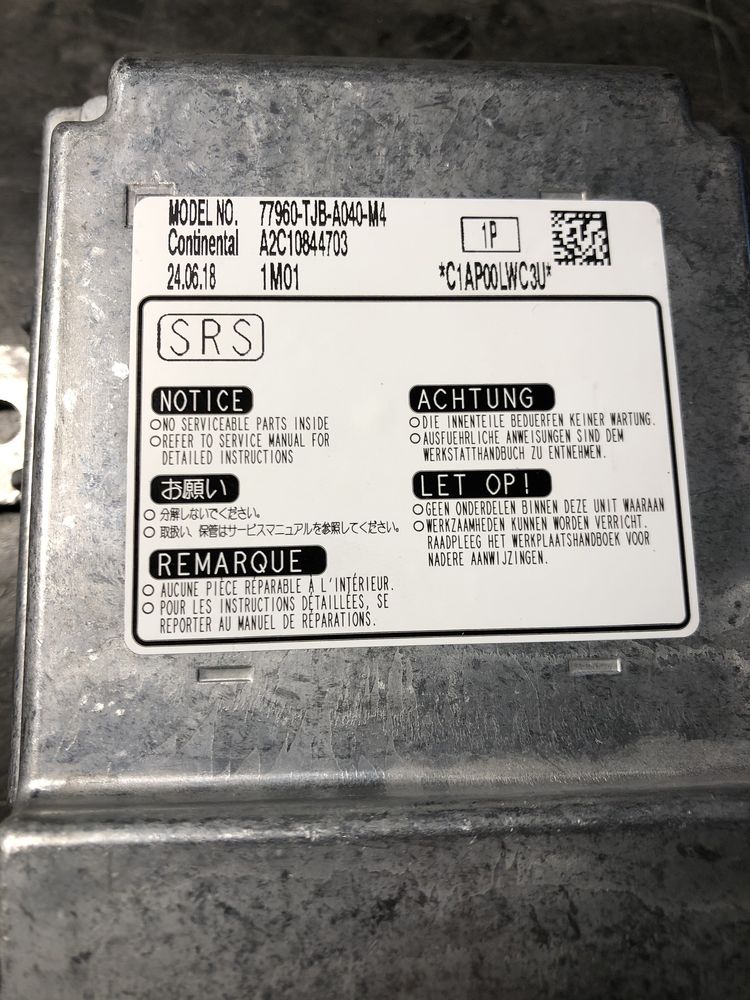 MODEL NO. 77960-TJB-A040-M4
Continental A2C10844703
24.06.18 1M01
1P
*C1AP00LWC3U*
SRS
NOTICE
○NO SERVICEABLE PARTS INSIDE
○REFER TO SERVICE MANUAL FOR
DETAILED INSTRUCTIONS
お願い
○ 分解しないでください。
○ 取扱い、保管はサービスマニュアルを参照してください。
REMARQUE
○ AUCUNE PIÈCE RÉPARABLE À L'INTÉRIEUR.
○ POUR LES INSTRUCTIONS DÉTAILLÉES, SE
REPORTER AU MANUEL DE RÉPARATIONS.
ACHTUNG
○DIE INNENTEILE BEDUERFEN KEINER WARTUNG.
○AUSFUEHRLICHE ANWEISUNGEN SIND DEM
WERKSTATTHANDBUCH ZU ENTNEHMEN.
LET OP!
○GEEN ONDERDELEN BINNEN DEZE UNIT WAARAAN
○WERKZAAMHEDEN KUNNEN WORDEN VERRICHT.
RAADPLEEG HET WERKPLAATSHANDBOEK VOOR
NADERE AANWIJZINGEN.